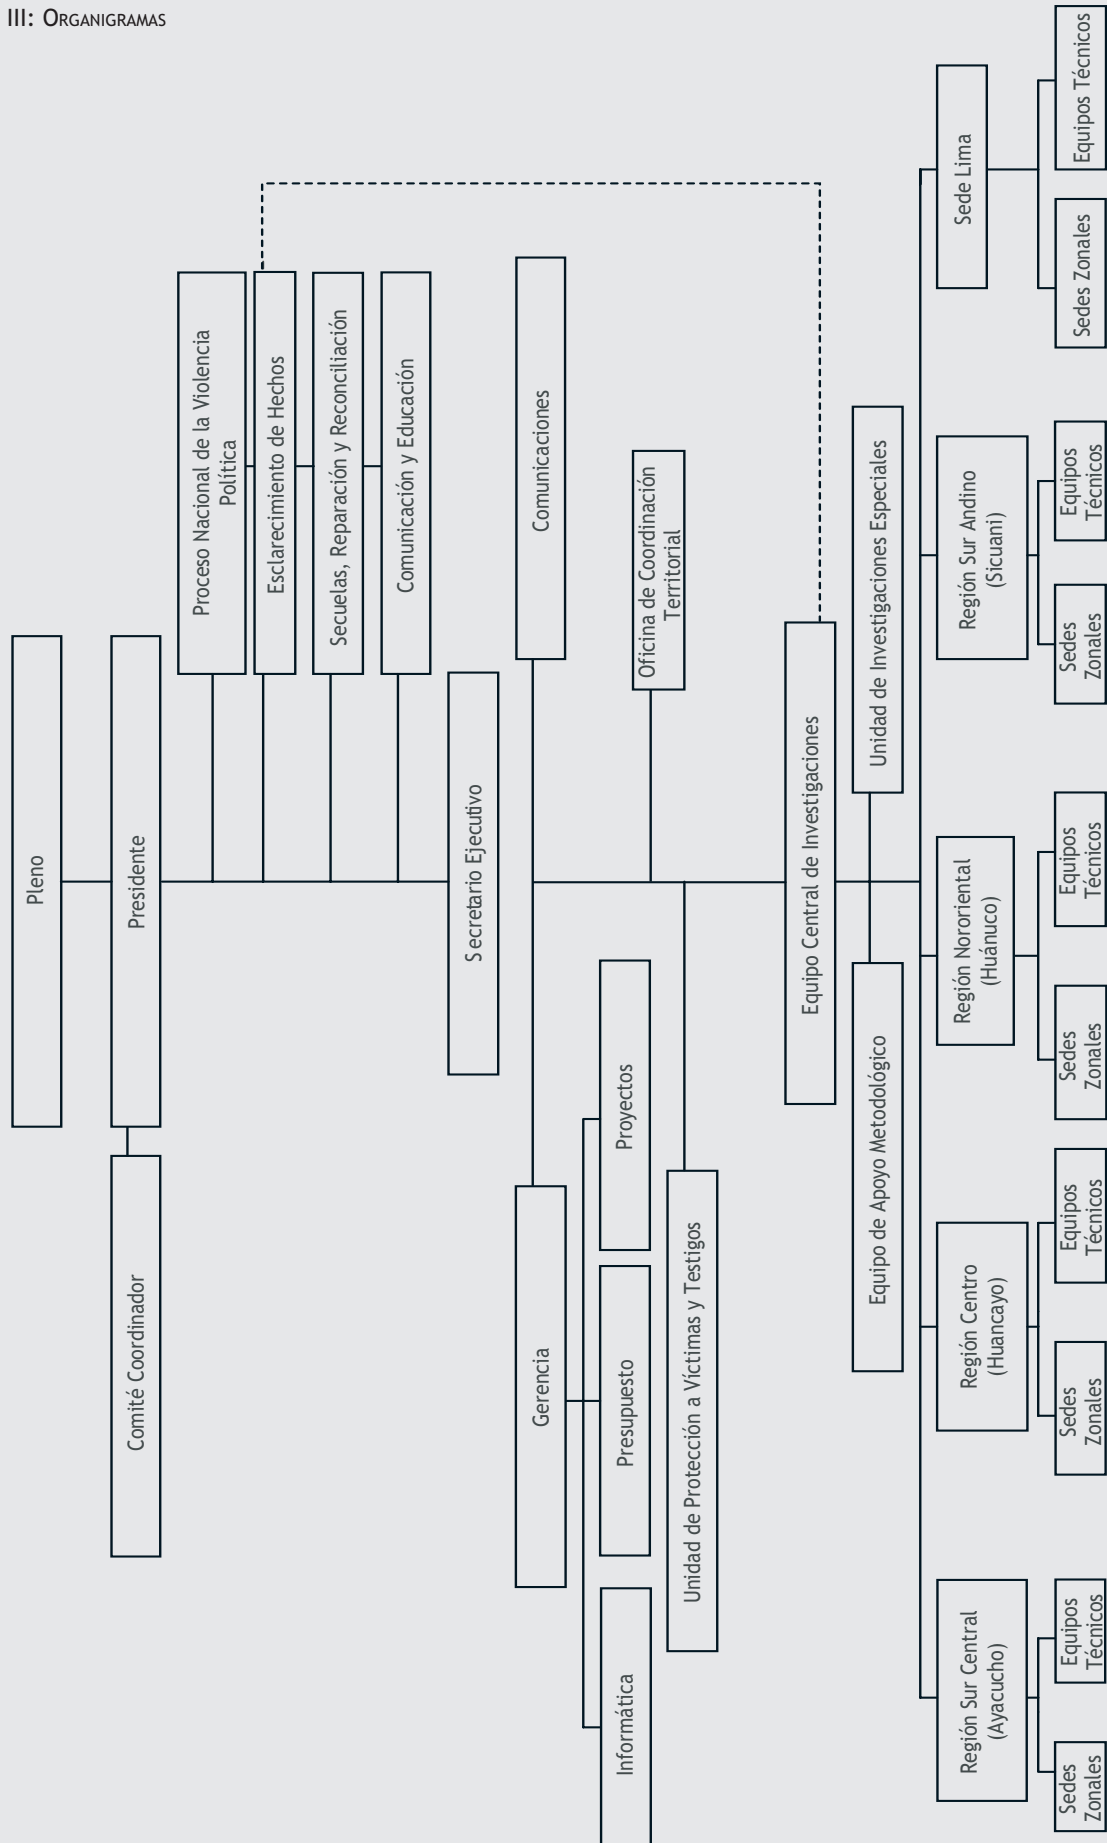 III: Organigramas
Pleno
Comité Coordinador
Presidente
Proceso Nacional de la Violencia
Política
Esclarecimiento de Hechos
Secuelas, Reparación y Reconciliación
Comunicación y Educación
Secretario Ejecutivo
Gerencia
Comunicaciones
Informática
Presupuesto
Proyectos
Oficina de Coordinación
Territorial
Unidad de Protección a Víctimas y Testigos
Equipo Central de Investigaciones
Equipo de Apoyo Metodológico
Unidad de Investigaciones Especiales
Región Sur Central
(Ayacucho)
Región Centro
(Huancayo)
Región Nororiental
(Huánuco)
Región Sur Andino
(Sicuani)
Sede Lima
Sedes
Zonales
Equipos
Técnicos
Sedes
Zonales
Equipos
Técnicos
Sedes
Zonales
Equipos
Técnicos
Sedes
Zonales
Equipos
Técnicos
Sedes Zonales
Equipos Técnicos